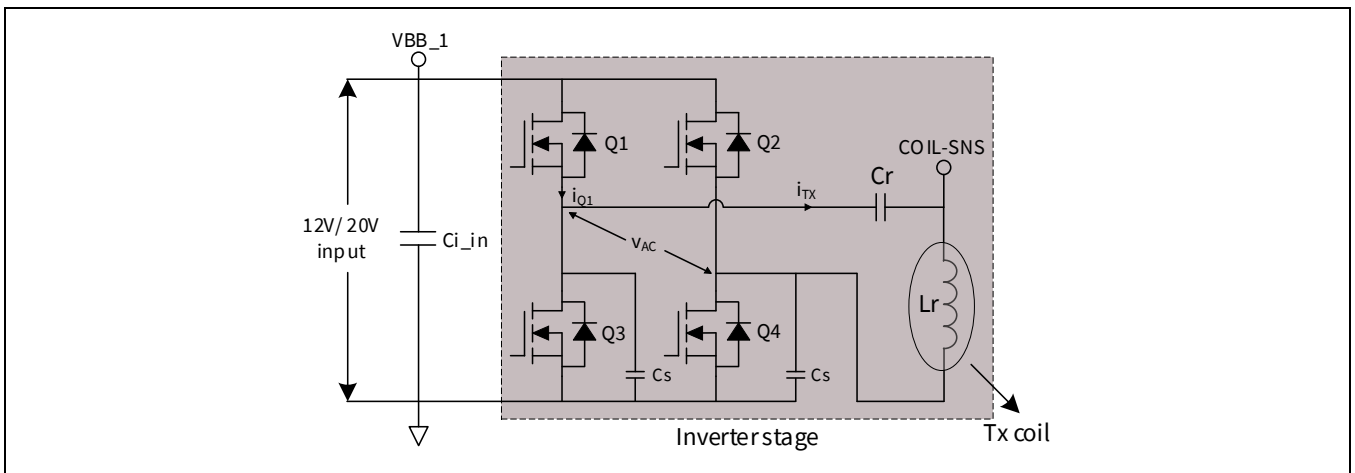 VBB_1
Q1
Q2
COIL-SNS
Cr
iTX
iQ1
12V/20V
input
Ci_in
vAC
Lr
Q3
Q4
Cs
Cs
Inverter stage
Tx coil